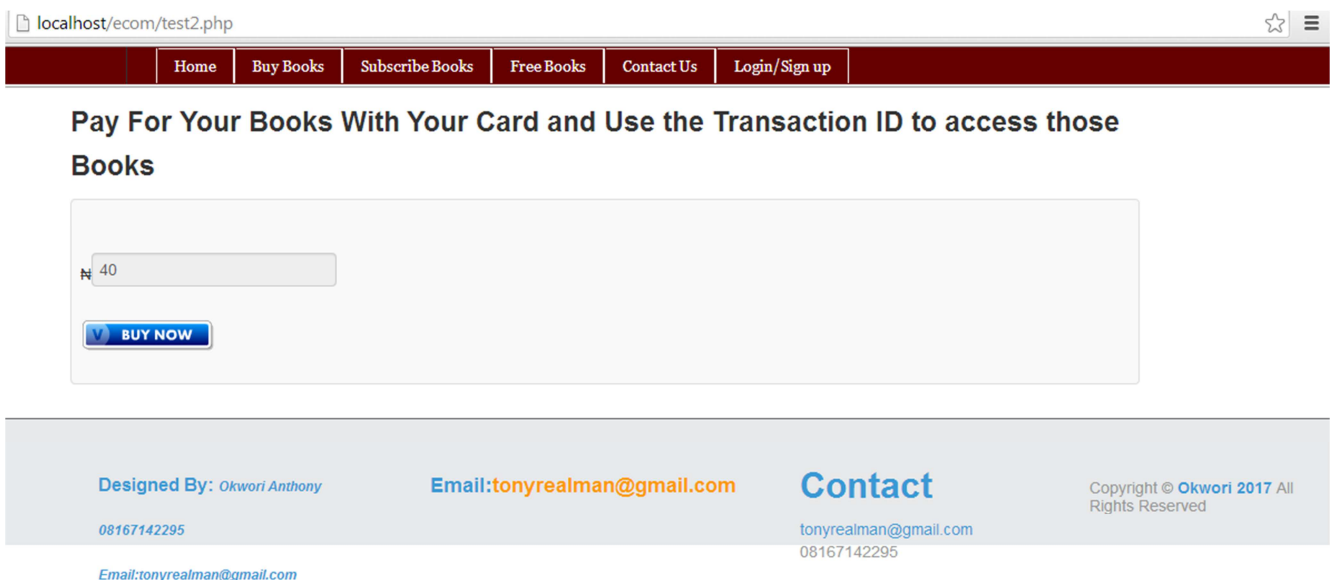 localhost/ecom/test2.php
Home Buy Books Subscribe Books Free Books Contact Us Login/Sign up
Pay For Your Books With Your Card and Use the Transaction ID to access those
Books
₦ 40
V BUY NOW
Designed By: Okwori Anthony
08167142295
Email:tonyrealman@gmail.com
Email:tonyrealman@gmail.com
Contact
tonyrealman@gmail.com
08167142295
Copyright © Okwori 2017 All
Rights Reserved